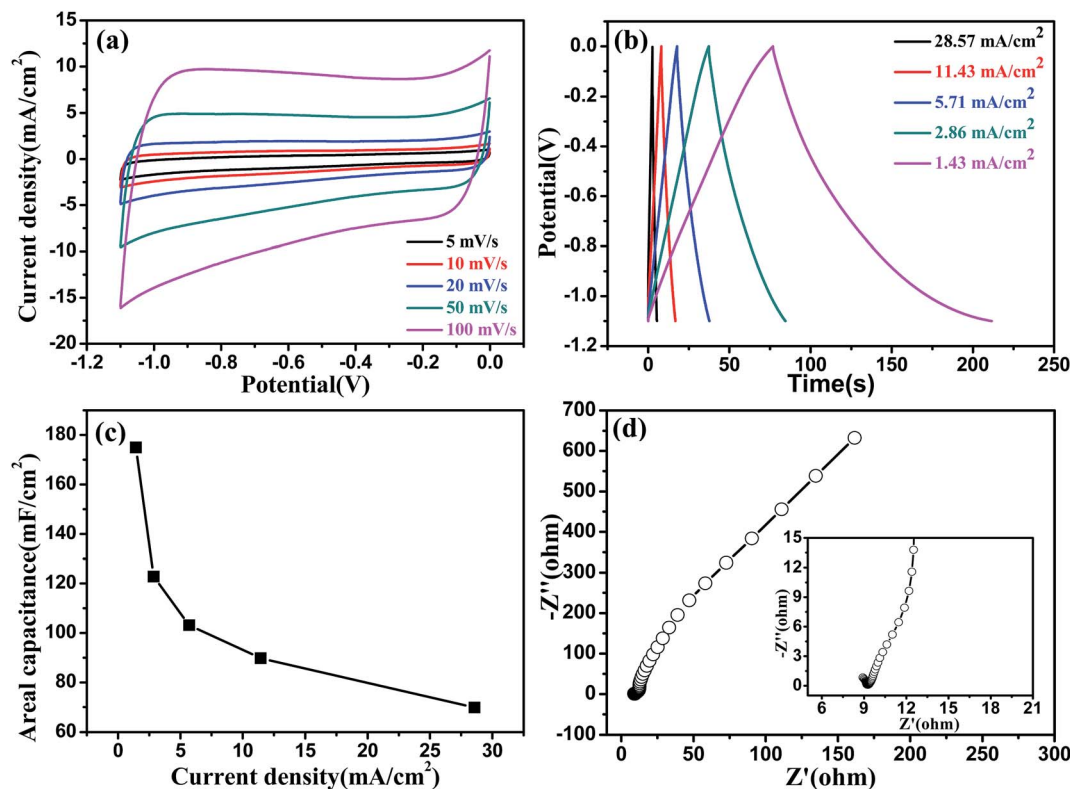 (a)
Current density(mA/cm²)
15
10
5
0
-5
-10
-15
-20
-1.2
-1.0
-0.8
-0.6
-0.4
-0.2
0.0
Potential(V)
5 mV/s
10 mV/s
20 mV/s
50 mV/s
100 mV/s
(b)
Potential(V)
0.0
-0.2
-0.4
-0.6
-0.8
-1.0
-1.2
0
50
100
150
200
250
Time(s)
28.57 mA/cm²
11.43 mA/cm²
5.71 mA/cm²
2.86 mA/cm²
1.43 mA/cm²
(c)
Areal capacitance(mF/cm²)
180
160
140
120
100
80
60
0
5
10
15
20
25
30
Current density(mA/cm²)
(d)
-Z''(ohm)
700
600
500
400
300
200
100
0
-100
0
50
100
150
200
250
300
Z'(ohm)
-Z''(ohm)
15
12
9
6
3
0
6
9
12
15
18
21
Z'(ohm)